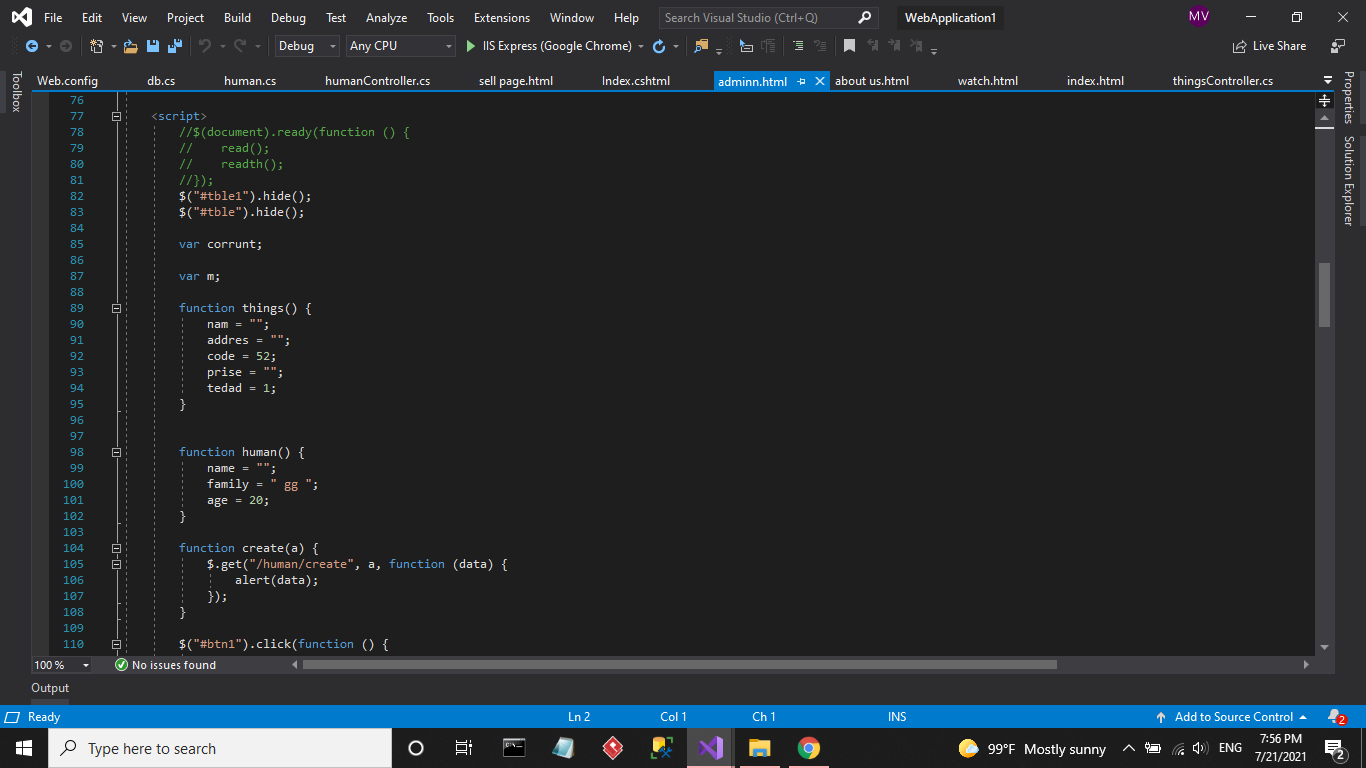 File Edit View Project Build Debug Test Analyze Tools Extensions Window Help Search Visual Studio (Ctrl+Q) WebApplication1 MV
Debug Any CPU IIS Express (Google Chrome) Live Share
Toolbox
Web.config db.cs human.cs humanController.cs sell page.html Index.cshtml adminn.html about us.html watch.html index.html thingsController.cs
Properties
Solution Explorer
76
77 <script>
78 //$(document).ready(function () {
79 // read();
80 // readth();
81 //});
82 $("#tble1").hide();
83 $("#tble").hide();
84
85 var corrunt;
86
87 var m;
88
89 function things() {
90 nam = "";
91 addres = "";
92 code = 52;
93 prise = "";
94 tedad = 1;
95 }
96
97
98 function human() {
99 name = "";
100 family = " gg ";
101 age = 20;
102 }
103
104 function create(a) {
105 $.get("/human/create", a, function (data) {
106 alert(data);
107 });
108 }
109
110 $("#btn1").click(function () {
100 % No issues found
Output
Ready Ln 2 Col 1 Ch 1 INS Add to Source Control 2
Type here to search 99°F Mostly sunny ENG 7:56 PM
7/21/2021 2